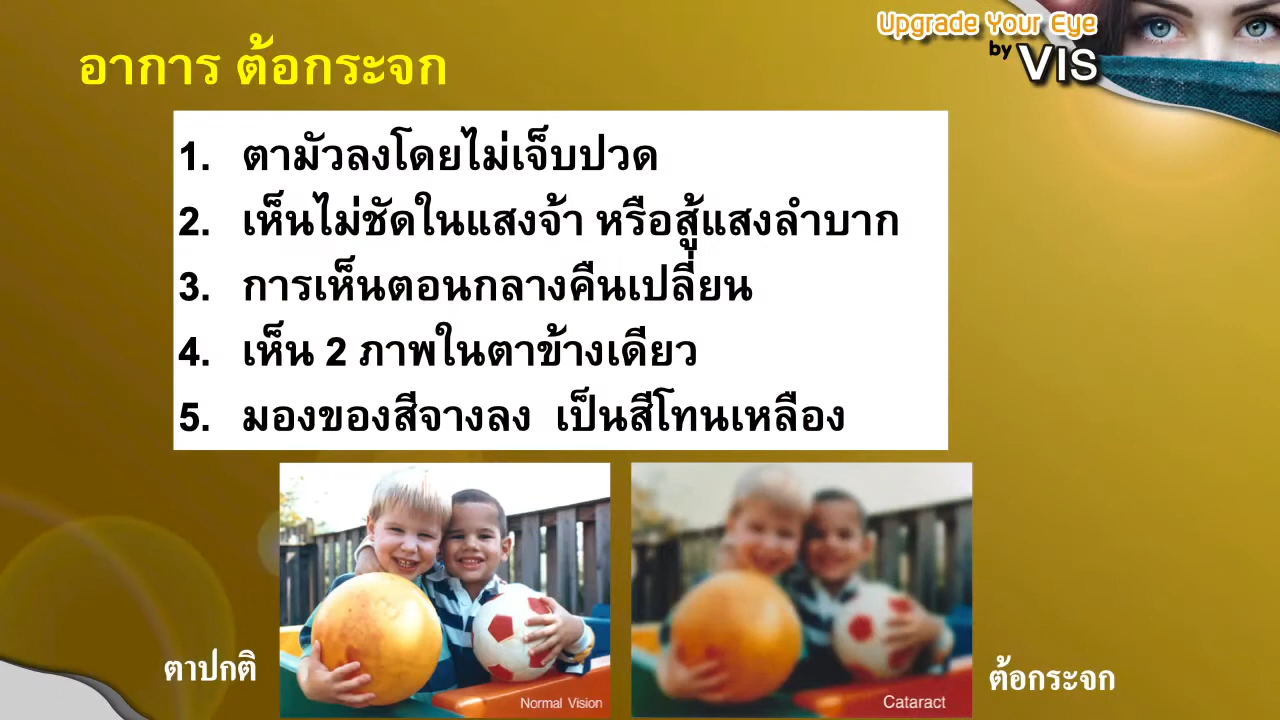 Upgrade Your Eye
by VIS
อาการ ต้อกระจก
1. ตามัวลงโดยไม่เจ็บปวด
2. เห็นไม่ชัดในแสงจ้า หรือสู้แสงลำบาก
3. การเห็นตอนกลางคืนเปลี่ยน
4. เห็น 2 ภาพในตาข้างเดียว
5. มองของสีจางลง เป็นสีโทนเหลือง
ตาปกติ
Normal Vision
Cataract
ต้อกระจก